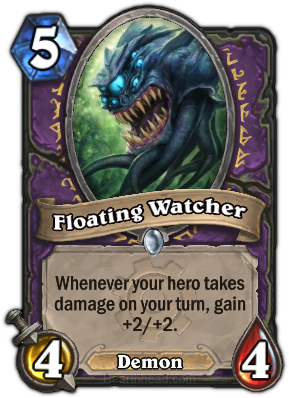 5
Floating Watcher
Whenever your hero takes
damage on your turn, gain
+2/+2.
4
Demon
4